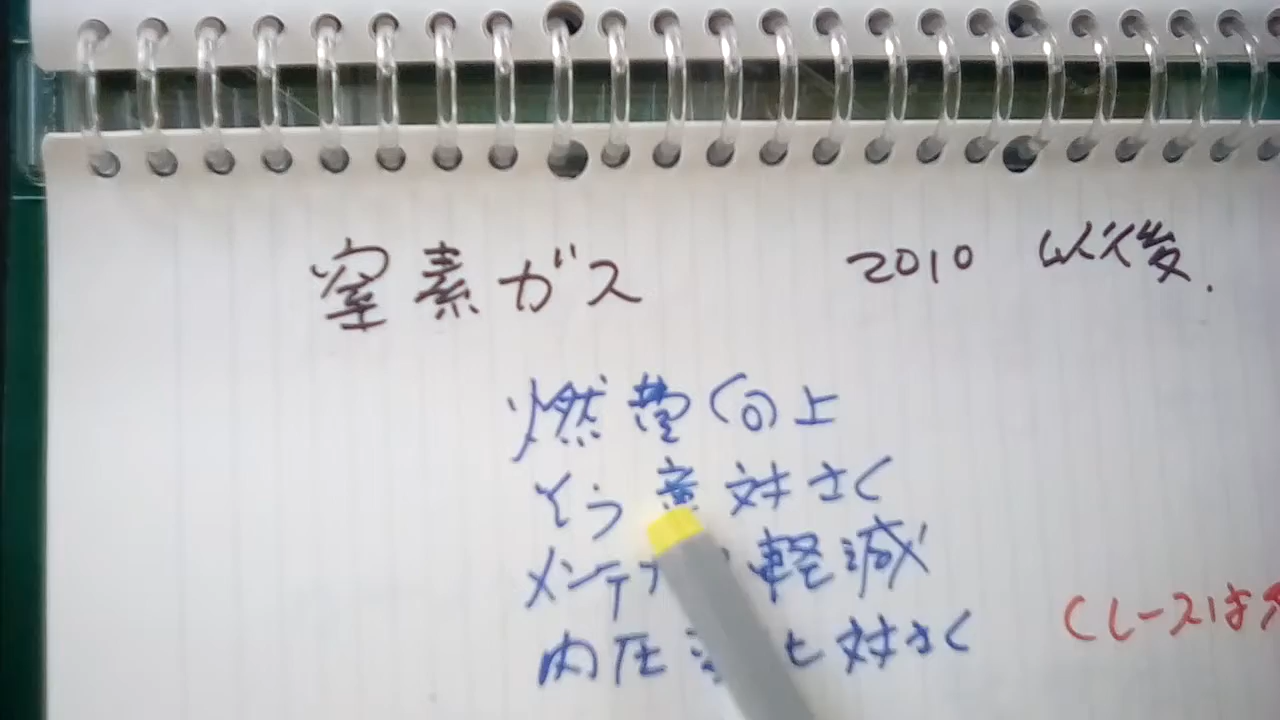 窒素ガス 2010 以後.
燃費向上
そう音対さく
メンテ 軽減
内圧 化対さく
(レースは